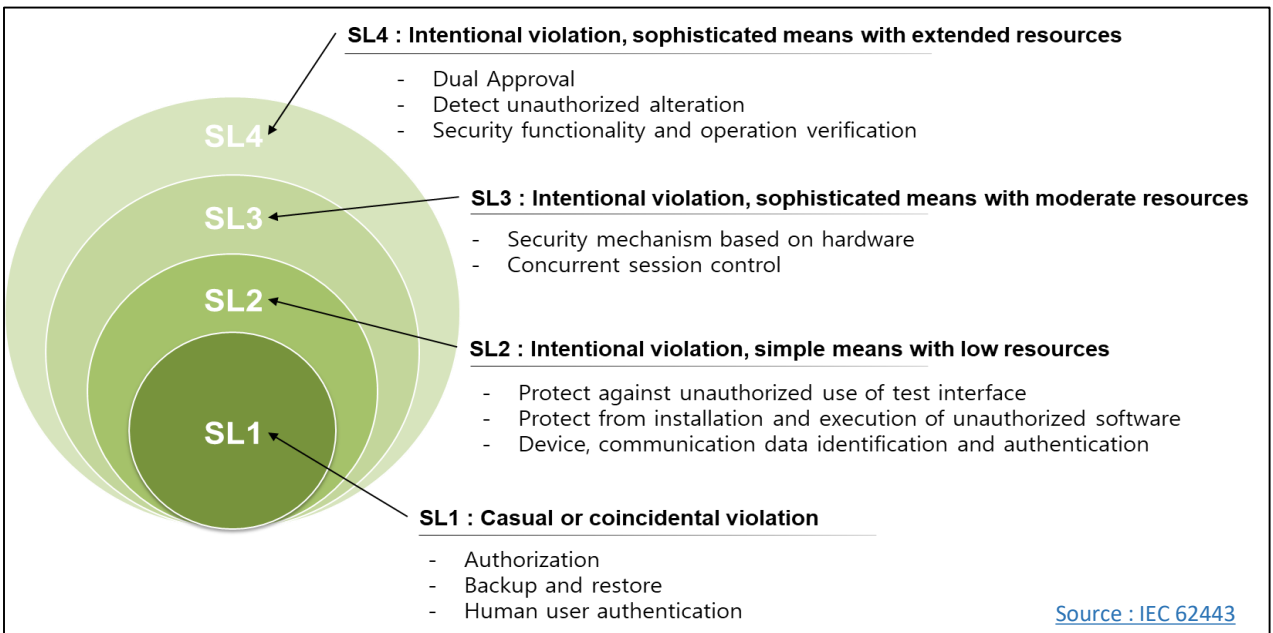 SL4 : Intentional violation, sophisticated means with extended resources
- Dual Approval
- Detect unauthorized alteration
- Security functionality and operation verification
SL4
SL3 : Intentional violation, sophisticated means with moderate resources
SL3
- Security mechanism based on hardware
- Concurrent session control
SL2
SL2 : Intentional violation, simple means with low resources
- Protect against unauthorized use of test interface
- Protect from installation and execution of unauthorized software
- Device, communication data identification and authentication
SL1
SL1 : Casual or coincidental violation
- Authorization
- Backup and restore
- Human user authentication
Source : IEC 62443